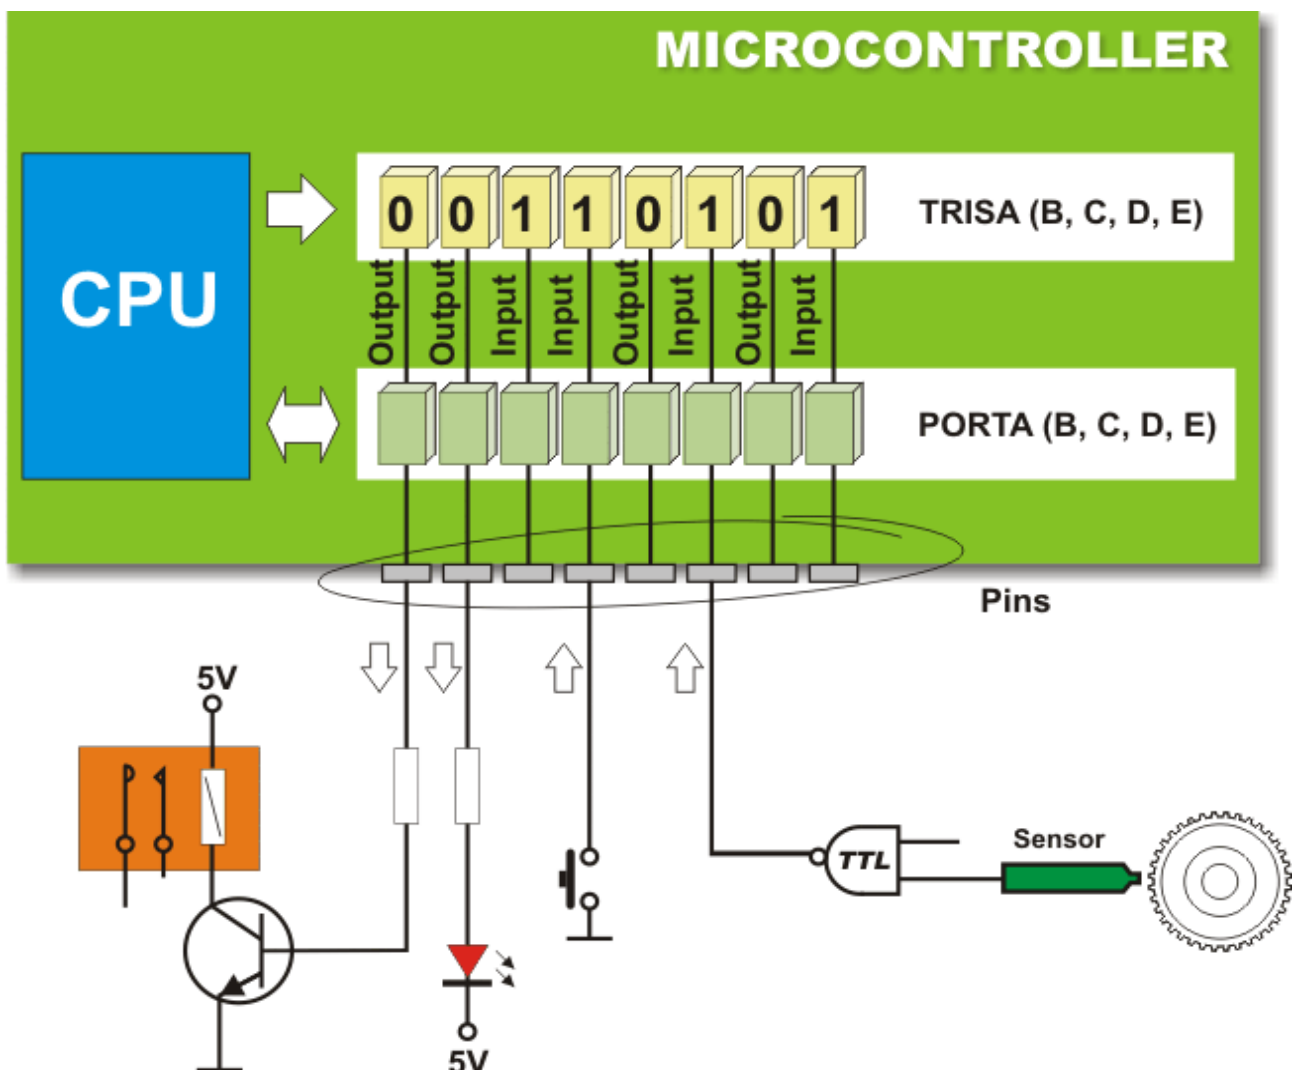 MICROCONTROLLER
CPU
0 0 1 1 0 1 0 1
TRISA (B, C, D, E)
Output
Output
Input
Input
Output
Input
Output
Input
PORTA (B, C, D, E)
Pins
5V
Sensor
TTL
5V